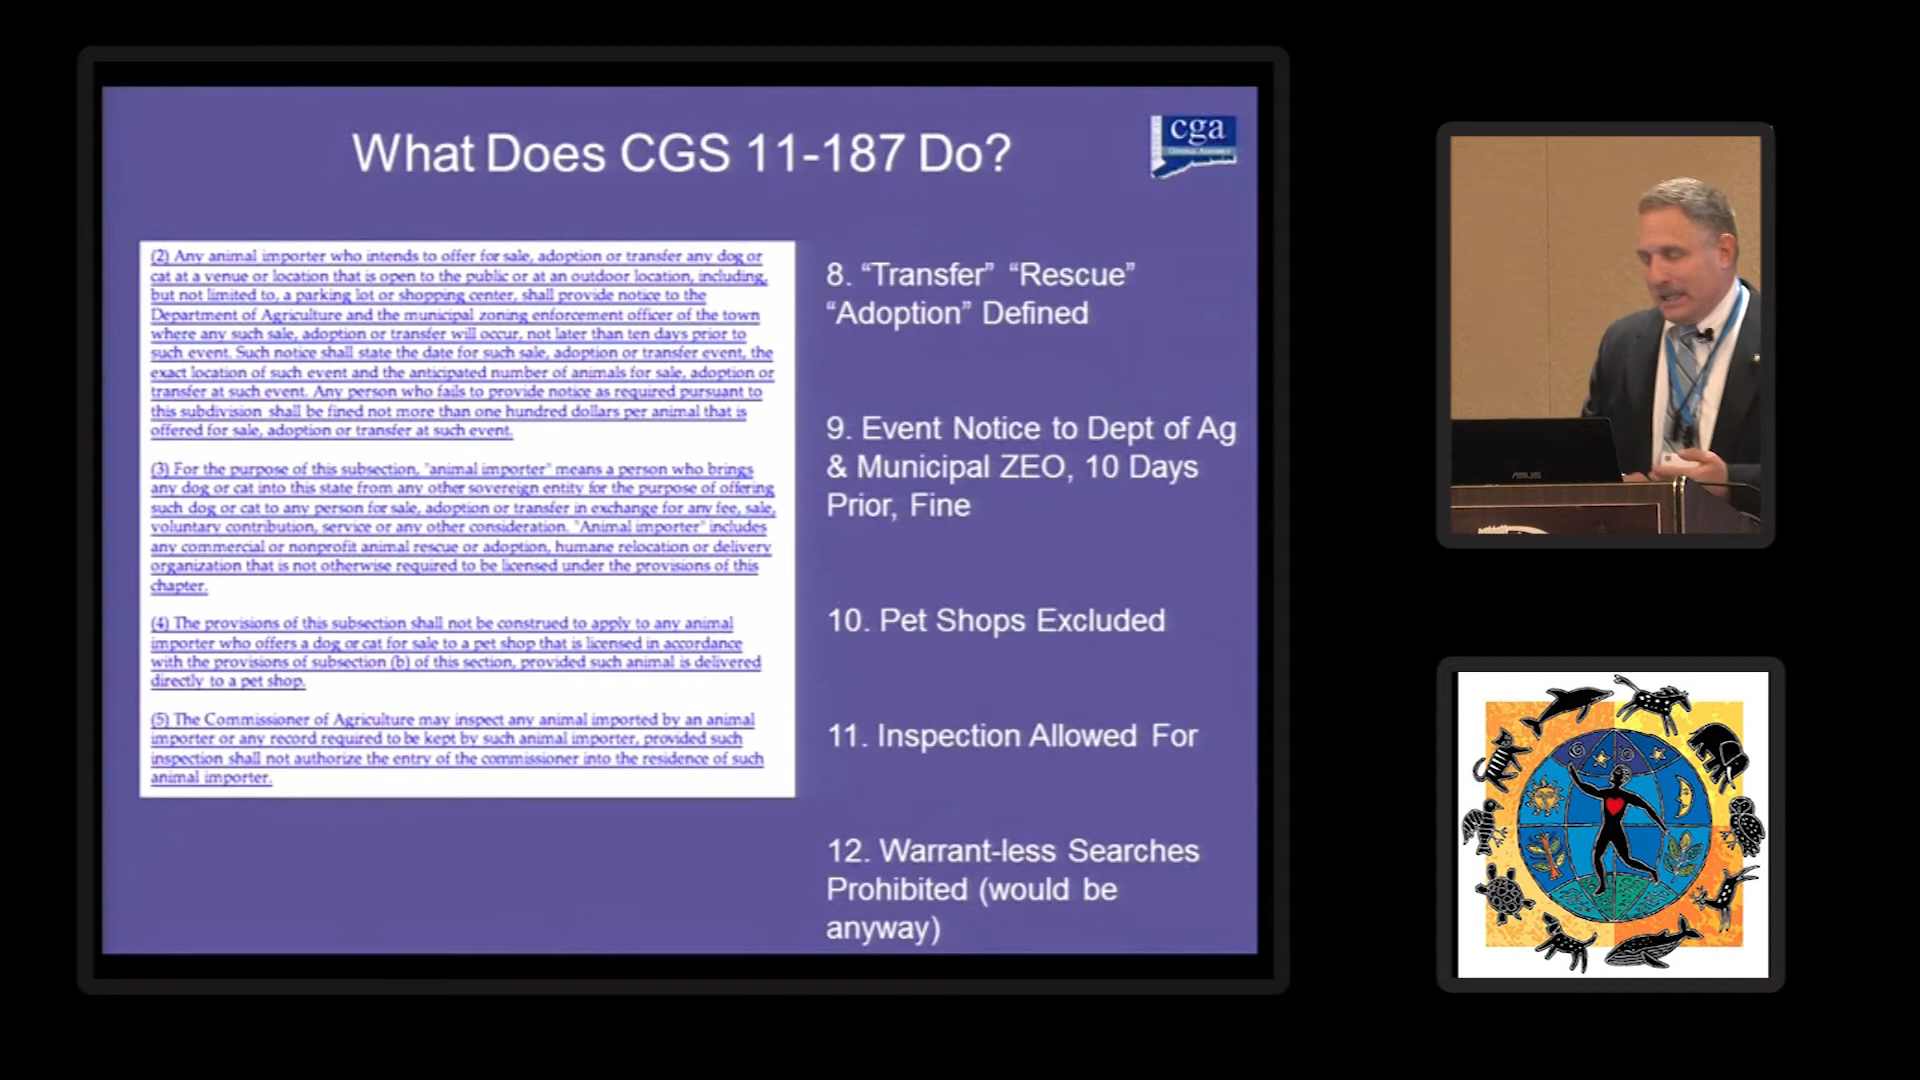 What Does CGS 11-187 Do?
cga
(2) Any animal importer who intends to offer for sale, adoption or transfer any dog or
cat at a venue or location that is open to the public or at an outdoor location, including,
but not limited to, a parking lot or shopping center, shall provide notice to the
Department of Agriculture and the municipal zoning enforcement officer of the town
where any such sale, adoption or transfer will occur, not later than ten days prior to
such event. Such notice shall state the date for such sale, adoption or transfer event, the
exact location of such event and the anticipated number of animals for sale, adoption or
transfer at such event. Any person who fails to provide notice as required pursuant to
this subdivision shall be fined not more than one hundred dollars per animal that is
offered for sale, adoption or transfer at such event.
(3) For the purpose of this subsection, "animal importer" means a person who brings
any dog or cat into this state from any other sovereign entity for the purpose of offering
such dog or cat to any person for sale, adoption or transfer in exchange for any fee, sale,
voluntary contribution, service or any other consideration. "Animal importer" includes
any commercial or nonprofit animal rescue or adoption, humane relocation or delivery
organization that is not otherwise required to be licensed under the provisions of this
chapter.
(4) The provisions of this subsection shall not be construed to apply to any animal
importer who offers a dog or cat for sale to a pet shop that is licensed in accordance
with the provisions of subsection (b) of this section, provided such animal is delivered
directly to a pet shop.
(5) The Commissioner of Agriculture may inspect any animal imported by an animal
importer or any record required to be kept by such animal importer, provided such
inspection shall not authorize the entry of the commissioner into the residence of such
animal importer.
8. “Transfer” “Rescue”
“Adoption” Defined
9. Event Notice to Dept of Ag
& Municipal ZEO, 10 Days
Prior, Fine
10. Pet Shops Excluded
11. Inspection Allowed For
12. Warrant-less Searches
Prohibited (would be
anyway)
ASUS